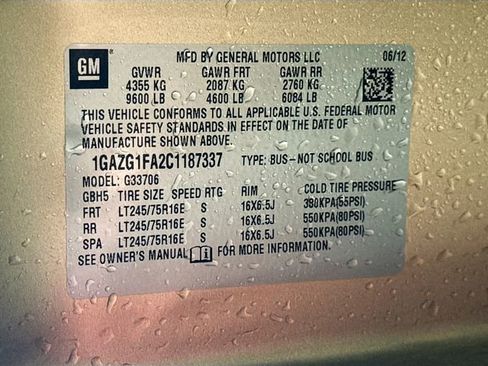 GM
MFD BY GENERAL MOTORS LLC 06/12
GVWR GAWR FRT GAWR RR
4355 KG 2087 KG 2760 KG
9600 LB 4600 LB 6084 LB
THIS VEHICLE CONFORMS TO ALL APPLICABLE U.S. FEDERAL MOTOR
VEHICLE SAFETY STANDARDS IN EFFECT ON THE DATE OF
MANUFACTURE SHOWN ABOVE.
1GAZG1FA2C1187337 TYPE: BUS-NOT SCHOOL BUS
MODEL: G33706
GBH5 TIRE SIZE SPEED RTG RIM COLD TIRE PRESSURE
FRT LT245/75R16E S 16X6.5J 380KPA(55PSI)
RR LT245/75R16E S 16X6.5J 550KPA(80PSI)
SPA LT245/75R16E S 16X6.5J 550KPA(80PSI)
SEE OWNER'S MANUAL FOR MORE INFORMATION.